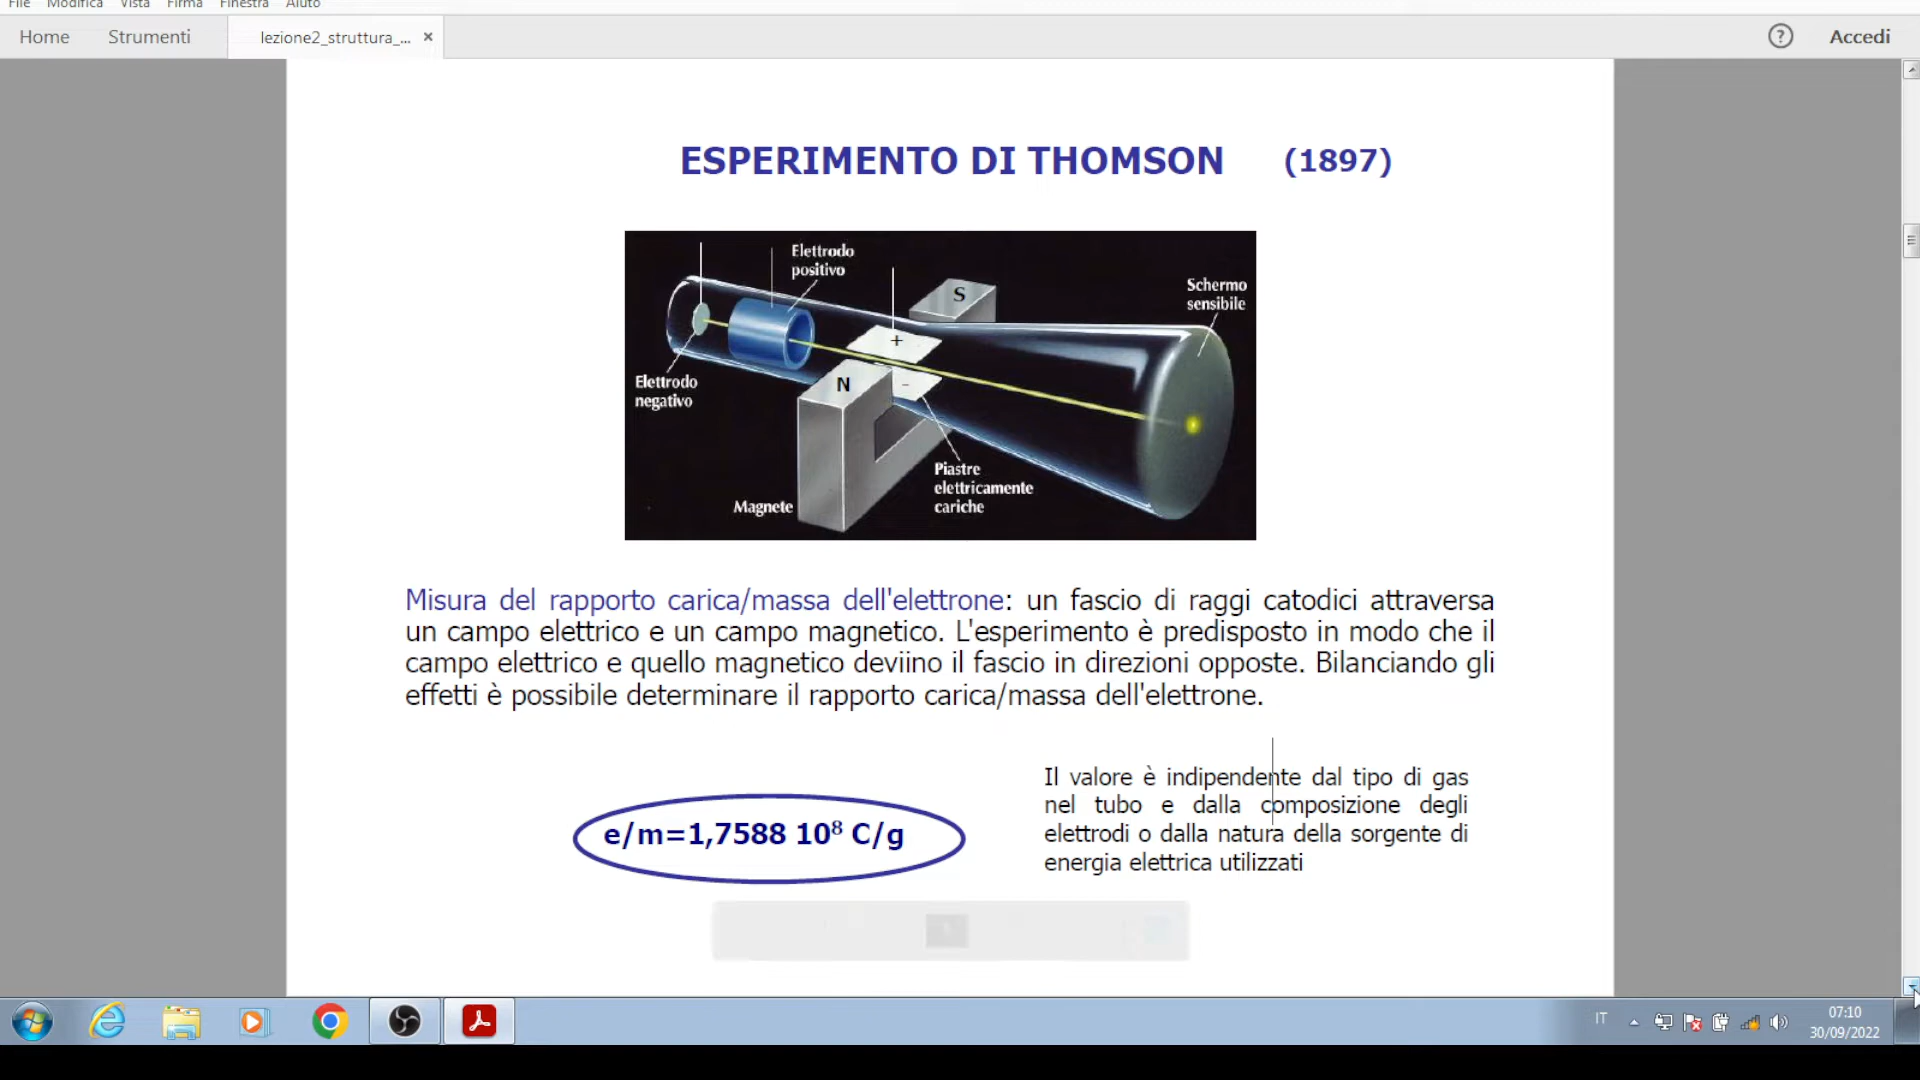 File Modifica Vista Firma Finestra Aiuto
Home Strumenti lezione2_struttura_... × ? Accedi
ESPERIMENTO DI THOMSON (1897)
Elettrodo
positivo
S
Schermo
sensibile
+
N
-
Elettrodo
negativo
Piastre
elettricamente
cariche
Magnete
Misura del rapporto carica/massa dell'elettrone: un fascio di raggi catodici attraversa
un campo elettrico e un campo magnetico. L'esperimento è predisposto in modo che il
campo elettrico e quello magnetico deviino il fascio in direzioni opposte. Bilanciando gli
effetti è possibile determinare il rapporto carica/massa dell'elettrone.
e/m=1,7588 10⁸ C/g
Il valore è indipendente dal tipo di gas
nel tubo e dalla composizione degli
elettrodi o dalla natura della sorgente di
energia elettrica utilizzati
IT
07:10
30/09/2022